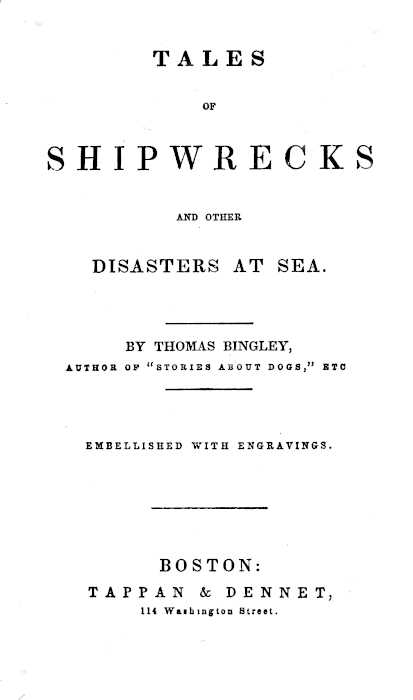 TALES
OF
SHIPWRECKS
AND OTHER
DISASTERS AT SEA.
BY THOMAS BINGLEY,
AUTHOR OF "STORIES ABOUT DOGS," ETC
EMBELLISHED WITH ENGRAVINGS.
BOSTON:
TAPPAN & DENNET,
114 Washington Street.